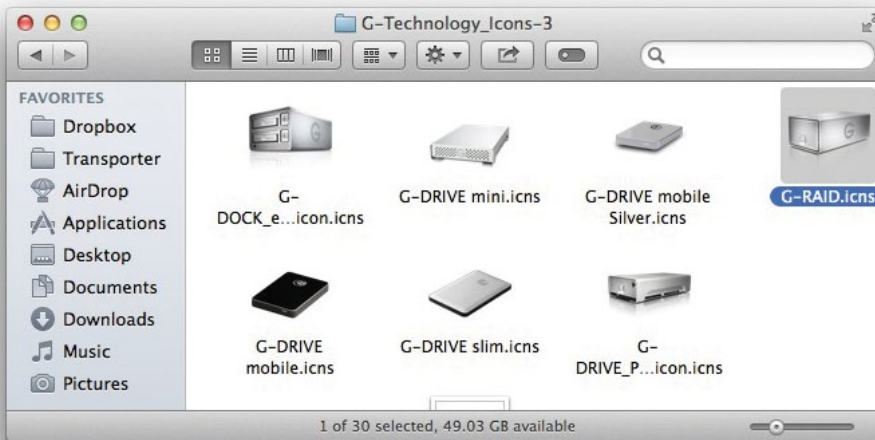 G-Technology_Icons-3
FAVORITES
Dropbox
Transporter
AirDrop
Applications
Desktop
Documents
Downloads
Music
Pictures
G-
DOCK_e...icon.icns
G-DRIVE mini.icns
G-DRIVE mobile
Silver.icns
G-RAID.icns
G-DRIVE
mobile.icns
G-DRIVE slim.icns
G-
DRIVE_P...icon.icns
1 of 30 selected, 49.03 GB available